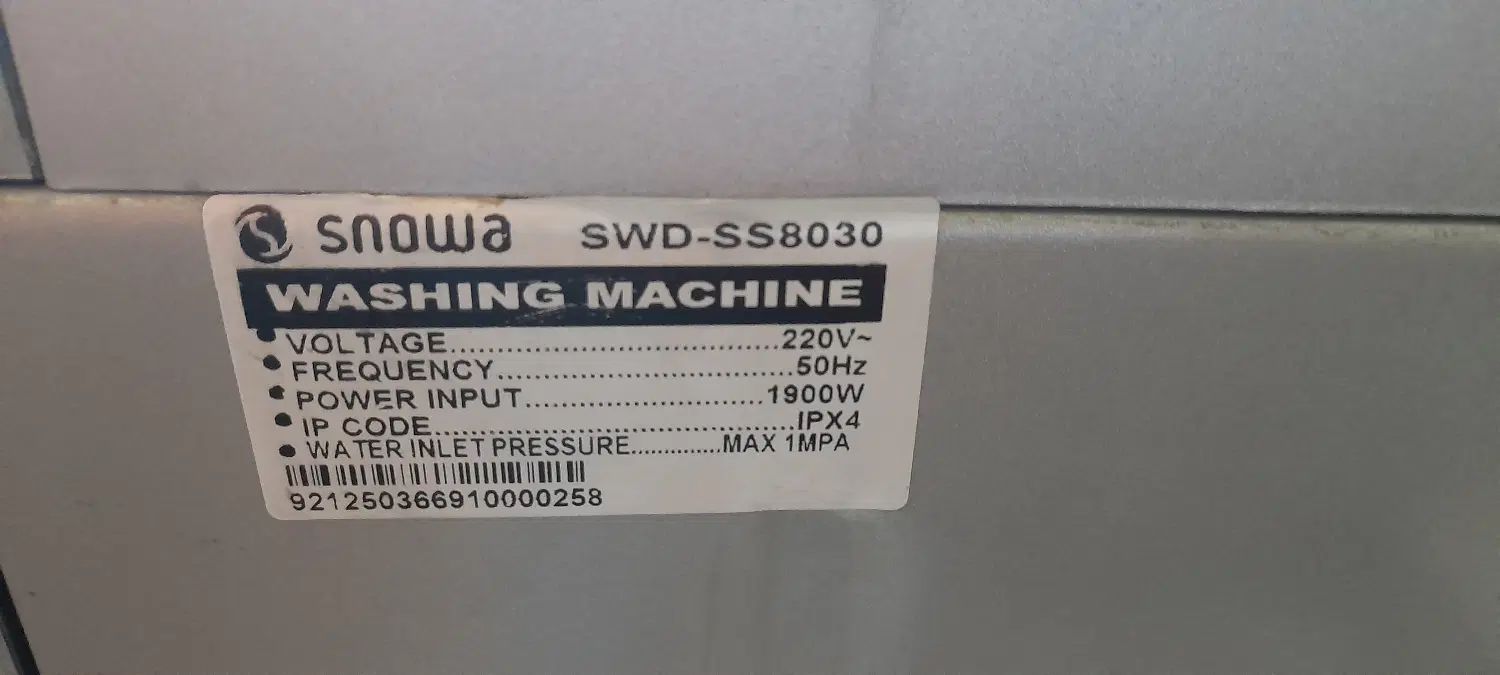 snowa SWD-SS8030
WASHING MACHINE
• VOLTAGE.......................................220V~
• FREQUENCY...................................50Hz
• POWER INPUT............................1900W
• IP CODE...........................................IPX4
• WATER INLET PRESSURE..............MAX 1MPA
921250366910000258